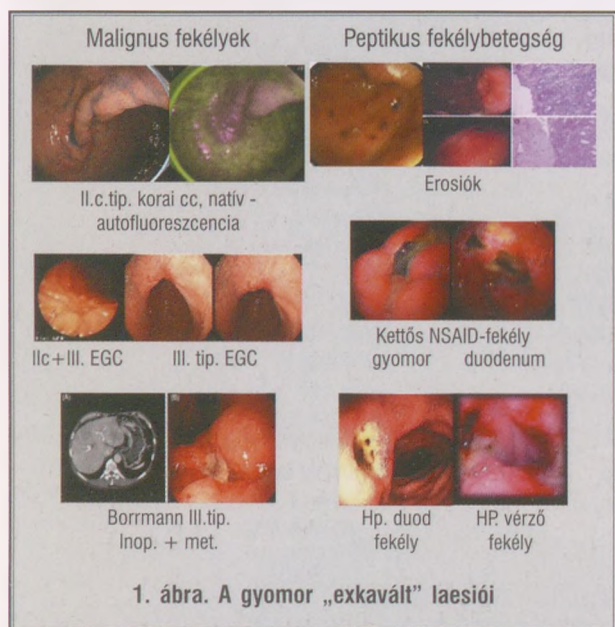 Malignus fekélyek
Peptikus fekélybetegség
II.c.tip. korai cc, natív -
autofluoreszcencia
Erosiók
IIc+III. EGC
III. tip. EGC
Kettős NSAID-fekély
gyomor duodenum
(A)
(B)
Borrmann III.tip.
Inop. + met.
Hp. duod
fekély
HP. vérző
fekély
1. ábra. A gyomor „exkavált” laesiói